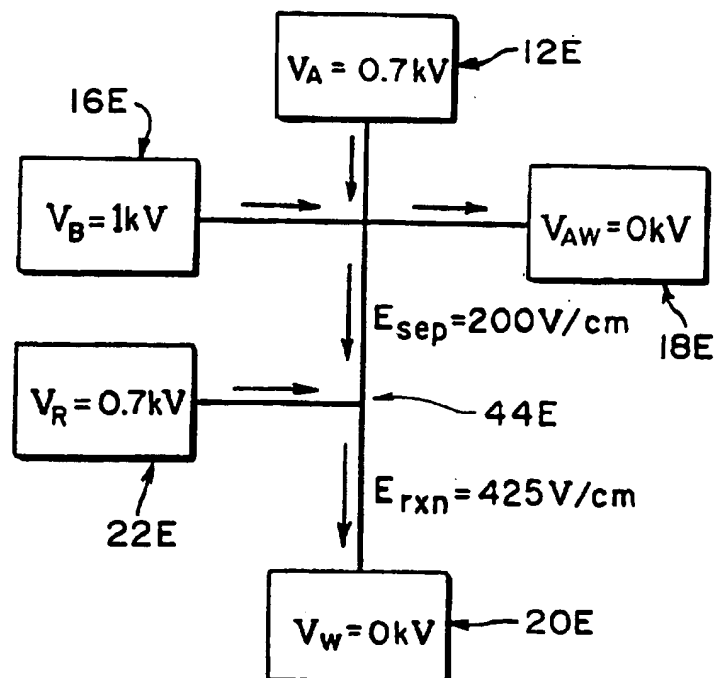 V_A = 0.7kV
12E
16E
V_B = 1kV
V_AW = 0kV
18E
E_sep = 200V/cm
V_R = 0.7kV
44E
22E
E_rxn = 425V/cm
V_W = 0kV
20E